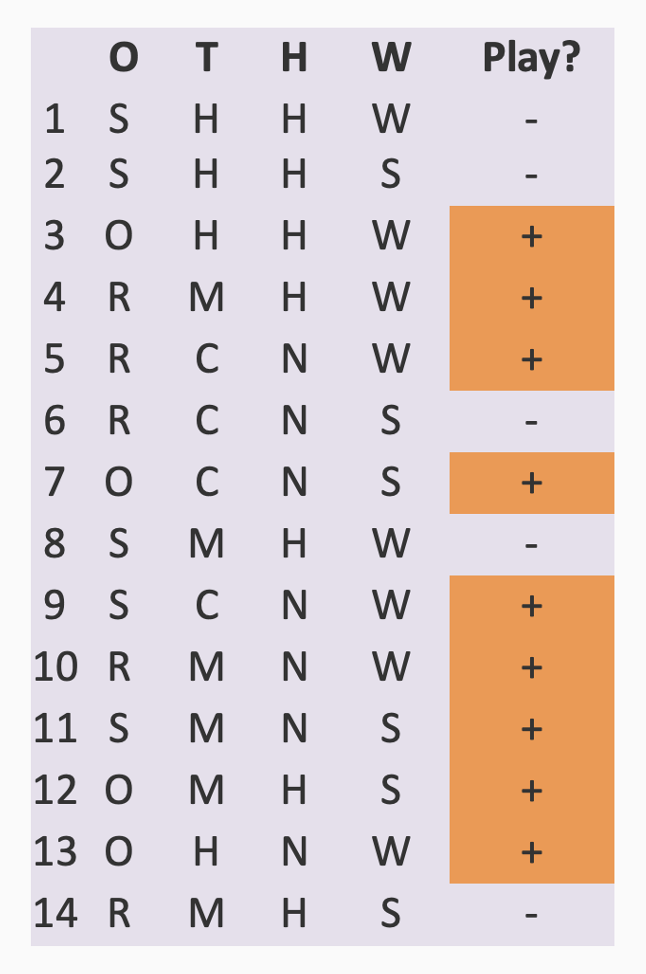 O T H W Play?
1 S H H W -
2 S H H S -
3 O H H W +
4 R M H W +
5 R C N W +
6 R C N S -
7 O C N S +
8 S M H W -
9 S C N W +
10 R M N W +
11 S M N S +
12 O M H S +
13 O H N W +
14 R M H S -